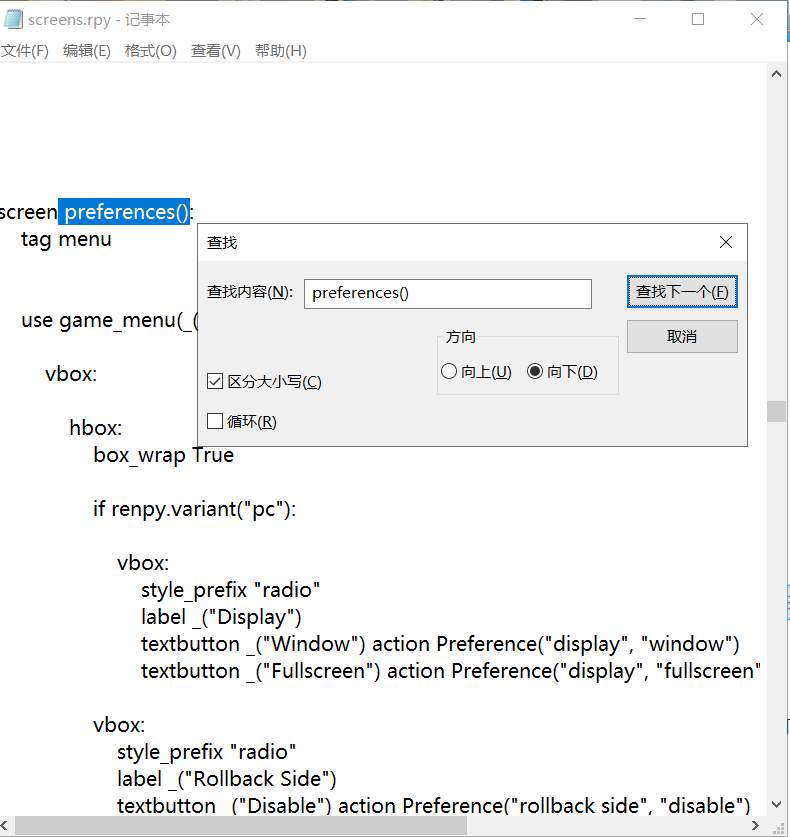 screens.rpy - 记事本
文件(F) 编辑(E) 格式(O) 查看(V) 帮助(H)
screen preferences():
tag menu
查找
查找内容(N): preferences() 查找下一个(F)
use game_menu(_(
方向 取消
vbox:
区分大小写(C) 向上(U) 向下(D)
循环(R)
hbox:
box_wrap True
if renpy.variant("pc"):
vbox:
style_prefix "radio"
label _("Display")
textbutton _("Window") action Preference("display", "window")
textbutton _("Fullscreen") action Preference("display", "fullscreen"
vbox:
style_prefix "radio"
label _("Rollback Side")
textbutton _("Disable") action Preference("rollback side", "disable")